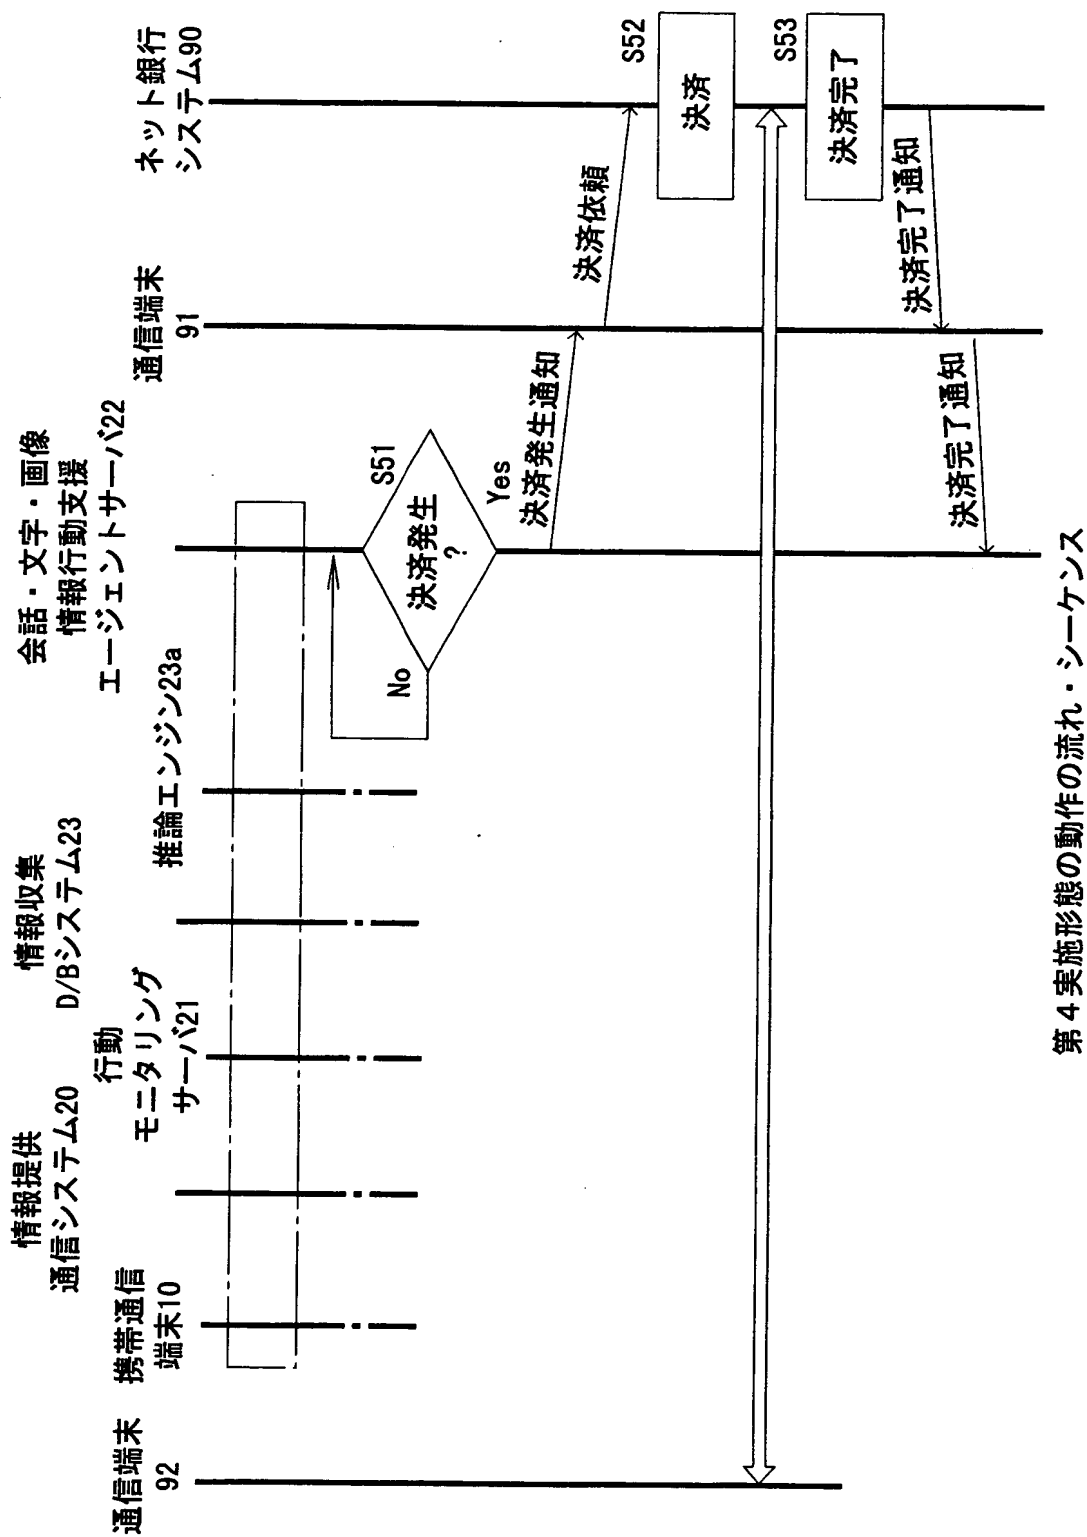 通信端末
92
携帯通信
端末10
情報提供
通信システム20
行動
モニタリング
サーバ21
情報収集
D/Bシステム23
推論エンジン23a
会話・文字・画像
情報行動支援
エージェントサーバ22
通信端末
91
ネット銀行
システム90
S51
決済発生
?
No
Yes
決済発生通知
決済依頼
S52
決済
S53
決済完了
決済完了通知
決済完了通知
第4実施形態の動作の流れ・シーケンス